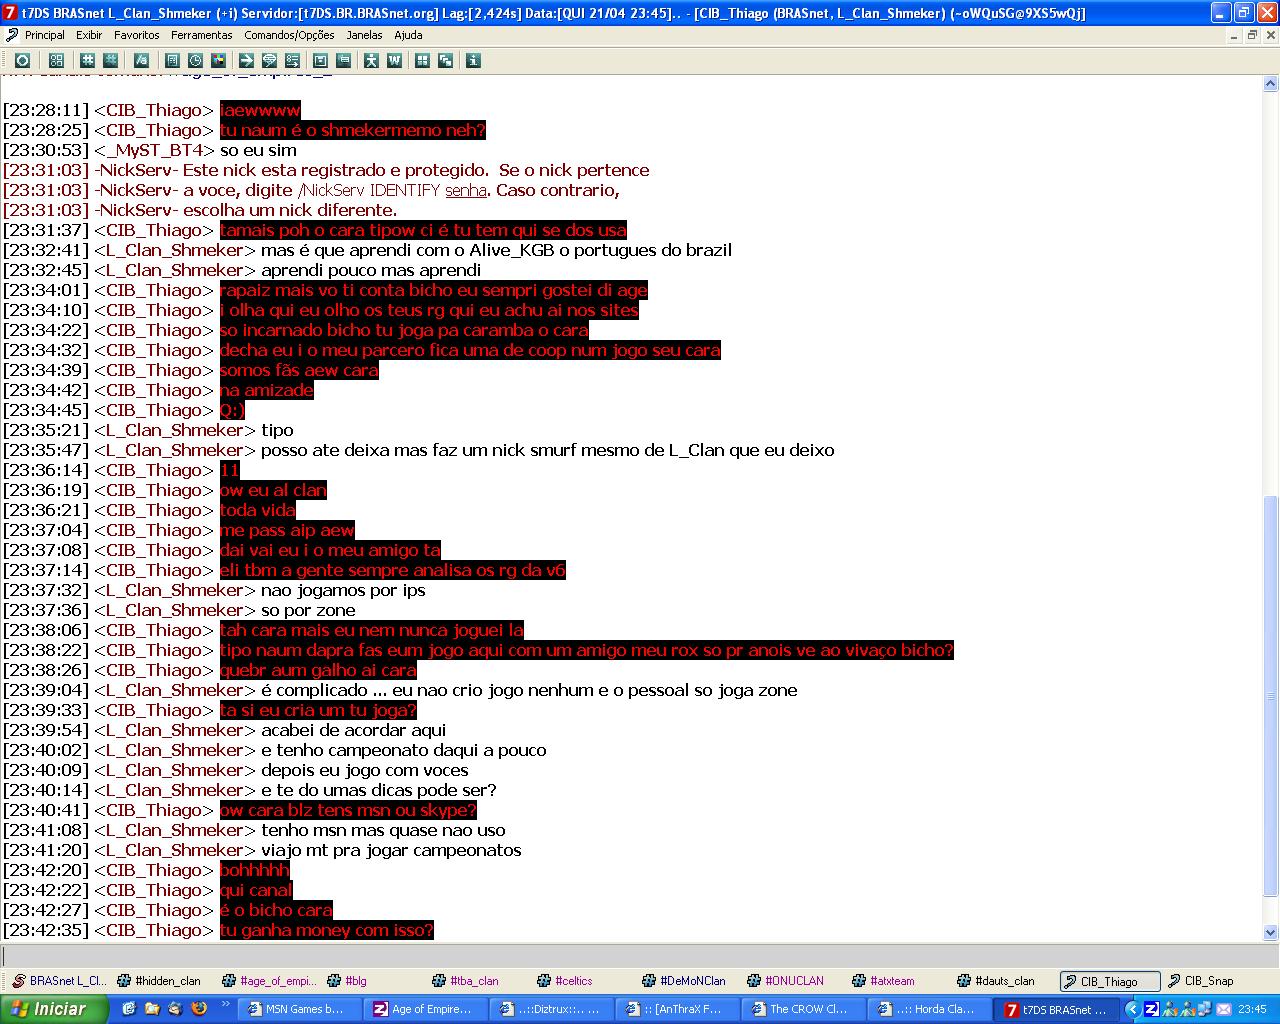 t7DS BRASnet L_Clan_Shmeker (+i) Servidor:[t7DS.BR.BRASnet.org] Lag:[2,424s] Data:[QUI 21/04 23:45].. - [CIB_Thiago (BRASnet, L_Clan_Shmeker) (~oWQuSG@9XS5wQj]
Principal Exibir Favoritos Ferramentas Comandos/Opções Janelas Ajuda
[23:28:11] <CIB_Thiago> iaewwww
[23:28:25] <CIB_Thiago> tu naum é o shmekermemo neh?
[23:30:53] <_MyST_BT4> so eu sim
[23:31:03] -NickServ- Este nick esta registrado e protegido. Se o nick pertence
[23:31:03] -NickServ- a voce, digite /NickServ IDENTIFY senha. Caso contrario,
[23:31:03] -NickServ- escolha um nick diferente.
[23:31:37] <CIB_Thiago> tamais poh o cara tipow ci é tu tem qui se dos usa
[23:32:41] <L_Clan_Shmeker> mas é que aprendi com o Alive_KGB o portugues do brazil
[23:32:45] <L_Clan_Shmeker> aprendi pouco mas aprendi
[23:34:01] <CIB_Thiago> rapaiz mais vo ti conta bicho eu sempri gostei di age
[23:34:10] <CIB_Thiago> i olha qui eu olho os teus rg qui eu achu ai nos sites
[23:34:22] <CIB_Thiago> so incarnado bicho tu joga pa caramba o cara
[23:34:32] <CIB_Thiago> decha eu i o meu parcero fica uma de coop num jogo seu cara
[23:34:39] <CIB_Thiago> somos fãs aew cara
[23:34:42] <CIB_Thiago> na amizade
[23:34:45] <CIB_Thiago> Q:)
[23:35:21] <L_Clan_Shmeker> tipo
[23:35:47] <L_Clan_Shmeker> posso ate deixa mas faz um nick smurf mesmo de L_Clan que eu deixo
[23:36:14] <CIB_Thiago> 11
[23:36:19] <CIB_Thiago> ow eu al clan
[23:36:21] <CIB_Thiago> toda vida
[23:37:04] <CIB_Thiago> me pass aip aew
[23:37:08] <CIB_Thiago> dai vai eu i o meu amigo ta
[23:37:14] <CIB_Thiago> eli tbm a gente sempre analisa os rg da v6
[23:37:32] <L_Clan_Shmeker> nao jogamos por ips
[23:37:36] <L_Clan_Shmeker> so por zone
[23:38:06] <CIB_Thiago> tah cara mais eu nem nunca joguei la
[23:38:22] <CIB_Thiago> tipo naum dapra fas eum jogo aqui com um amigo meu rox so pr anois ve ao vivaço bicho?
[23:38:26] <CIB_Thiago> quebr aum galho ai cara
[23:39:04] <L_Clan_Shmeker> é complicado ... eu nao crio jogo nenhum e o pessoal so joga zone
[23:39:33] <CIB_Thiago> ta si eu cria um tu joga?
[23:39:54] <L_Clan_Shmeker> acabei de acordar aqui
[23:40:02] <L_Clan_Shmeker> e tenho campeonato daqui a pouco
[23:40:09] <L_Clan_Shmeker> depois eu jogo com voces
[23:40:14] <L_Clan_Shmeker> e te do umas dicas pode ser?
[23:40:41] <CIB_Thiago> ow cara blz tens msn ou skype?
[23:41:08] <L_Clan_Shmeker> tenho msn mas quase nao uso
[23:41:20] <L_Clan_Shmeker> viajo mt pra jogar campeonatos
[23:42:20] <CIB_Thiago> bohhhhh
[23:42:22] <CIB_Thiago> qui canal
[23:42:27] <CIB_Thiago> é o bicho cara
[23:42:35] <CIB_Thiago> tu ganha money com isso?
BRASnet L_Cl... #hidden_clan #age_of_empi... #blg #tba_clan #celtics #DeMoNClan #ONUCLAN #atxteam #dauts_clan CIB_Thiago CIB_Snap
Iniciar MSN Games b... Age of Empire... ..::Diztrux::.. ... :: [AnThraX F... The CROW Cl... ..:: Horda Cla... t7DS BRASnet ... 23:45